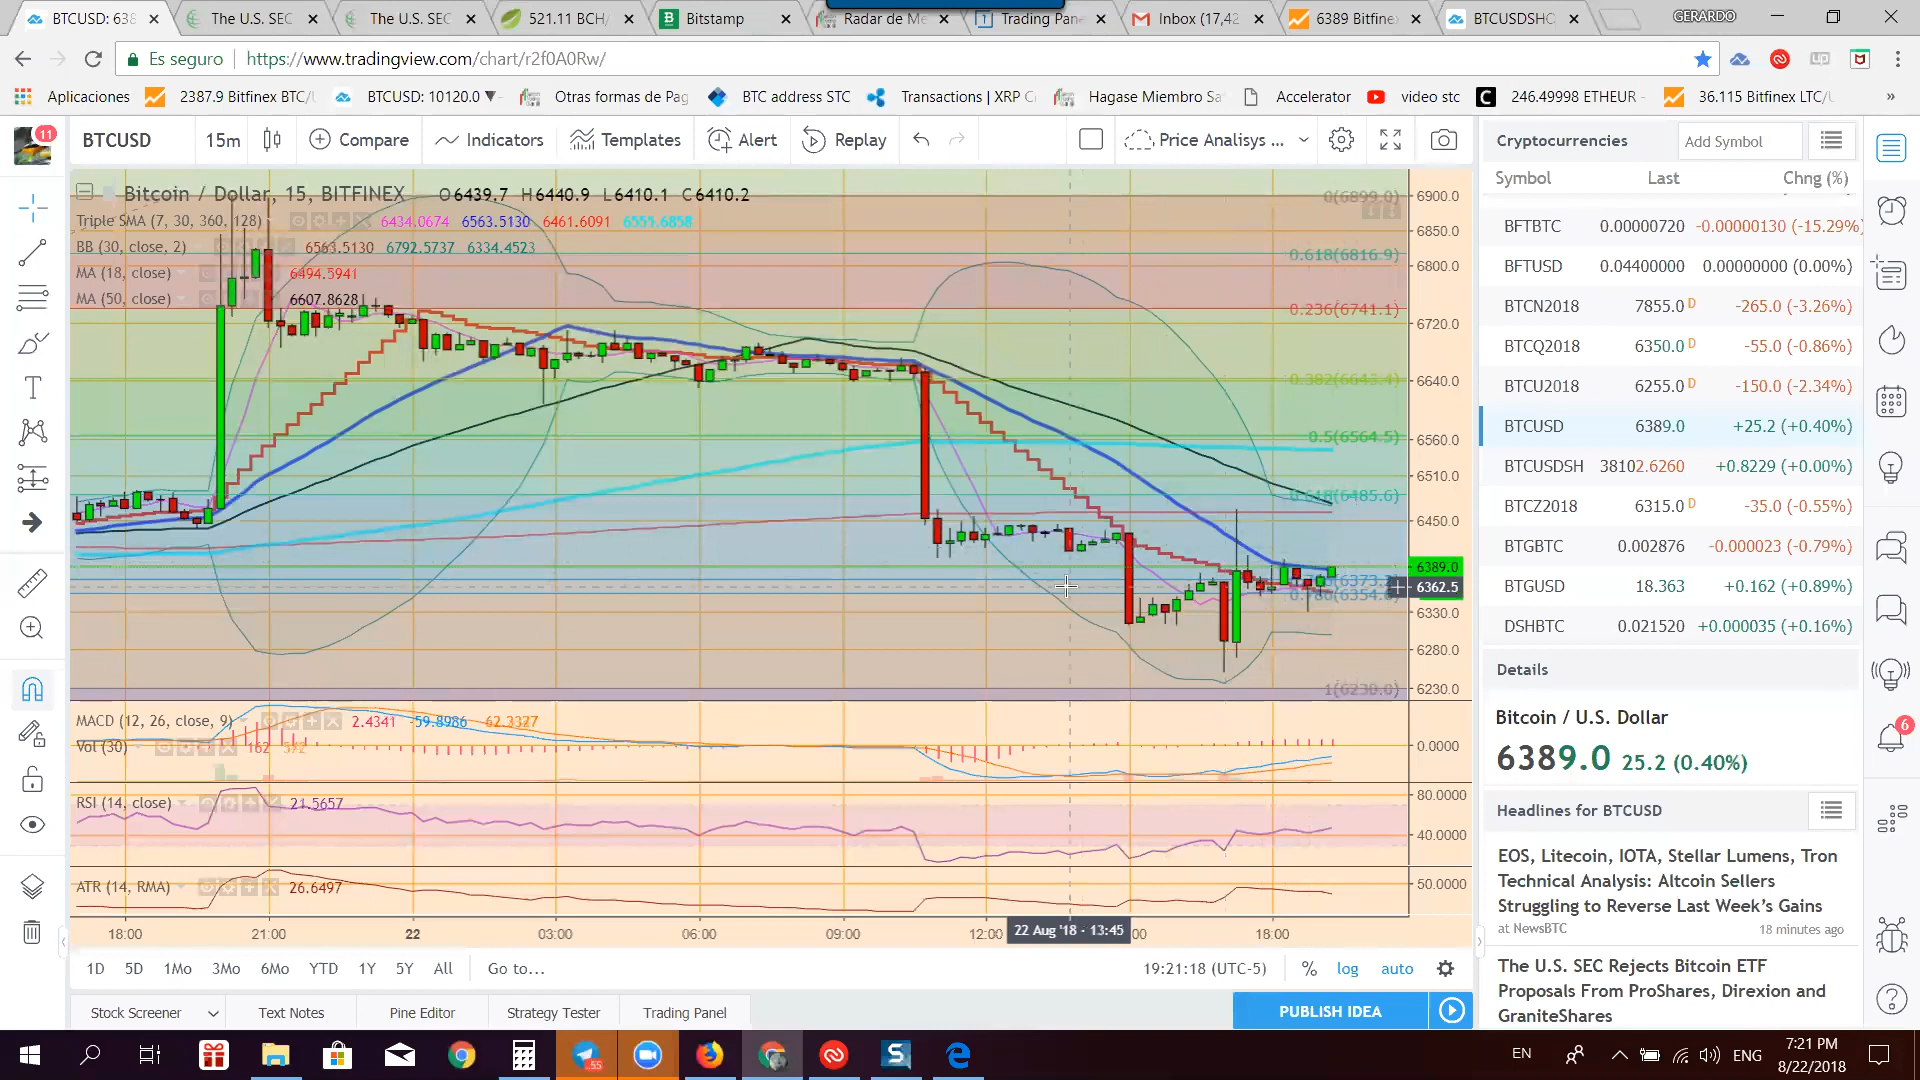 BTCUSD: 638
The U.S. SEC
The U.S. SEC
521.11 BCH/
Bitstamp
Radar de Me
Trading Pan
Inbox (17,42
6389 Bitfine
BTCUSDSHO
GERARDO
Es seguro
https://www.tradingview.com/chart/r2f0A0Rw/
Aplicaciones
2387.9 Bitfinex BTC/
BTCUSD: 10120.0 ▼
Otras formas de Pag
BTC address STC
Transactions | XRP C
Hagase Miembro Sa
Accelerator
video stc
246.49998 ETHEUR
36.115 Bitfinex LTC/
»
11
BTCUSD
15m
Compare
Indicators
Templates
Alert
Replay
Price Analisys ...
Bitcoin / Dollar, 15, BITFINEX O6439.7 H6440.9 L6410.1 C6410.2
Triple SMA (7, 30, 360, 128) 6434.0674 6563.5130 6461.6091 6551.6858
BB (30, close, 2) 6563.5130 6792.5737 6334.4523
MA (18, close) 6494.5941
MA (50, close) 6607.8628
0(6899.0)
0.618(6816.9)
0.236(6741.1)
0.382(6643.4)
0.5(6564.5)
0.618(6485.6)
1(6230.0)
6900.0
6850.0
6800.0
6720.0
6640.0
6560.0
6510.0
6450.0
6389.0
6362.5
6330.0
6280.0
6230.0
MACD (12, 26, close, 9) 2.4341 -59.8986 62.3327
Vol (30) 162 392
0.0000
RSI (14, close) 21.5657
80.0000
40.0000
ATR (14, RMA) 26.6497
50.0000
18:00
21:00
22
03:00
06:00
09:00
12:00
22 Aug '18 - 13:45
:00
18:00
1D 5D 1Mo 3Mo 6Mo YTD 1Y 5Y All Go to...
19:21:18 (UTC-5) % log auto
Stock Screener
Text Notes
Pine Editor
Strategy Tester
Trading Panel
PUBLISH IDEA
Cryptocurrencies
Add Symbol
Symbol Last Chng (%)
BFTBTC 0.00000720 -0.00000130 (-15.29%)
BFTUSD 0.04400000 0.00000000 (0.00%)
BTCN2018 7855.0 D -265.0 (-3.26%)
BTCQ2018 6350.0 D -55.0 (-0.86%)
BTCU2018 6255.0 D -150.0 (-2.34%)
BTCUSD 6389.0 +25.2 (+0.40%)
BTCUSDSH 38102.6260 +0.8229 (+0.00%)
BTCZ2018 6315.0 D -35.0 (-0.55%)
BTGBTC 0.002876 -0.000023 (-0.79%)
BTGUSD 18.363 +0.162 (+0.89%)
DSHBTC 0.021520 +0.000035 (+0.16%)
Details
Bitcoin / U.S. Dollar
6389.0 25.2 (0.40%)
Headlines for BTCUSD
EOS, Litecoin, IOTA, Stellar Lumens, Tron
Technical Analysis: Altcoin Sellers
Struggling to Reverse Last Week's Gains
at NewsBTC 18 minutes ago
The U.S. SEC Rejects Bitcoin ETF
Proposals From ProShares, Direxion and
GraniteShares
6
55
EN
ENG
7:21 PM
8/22/2018